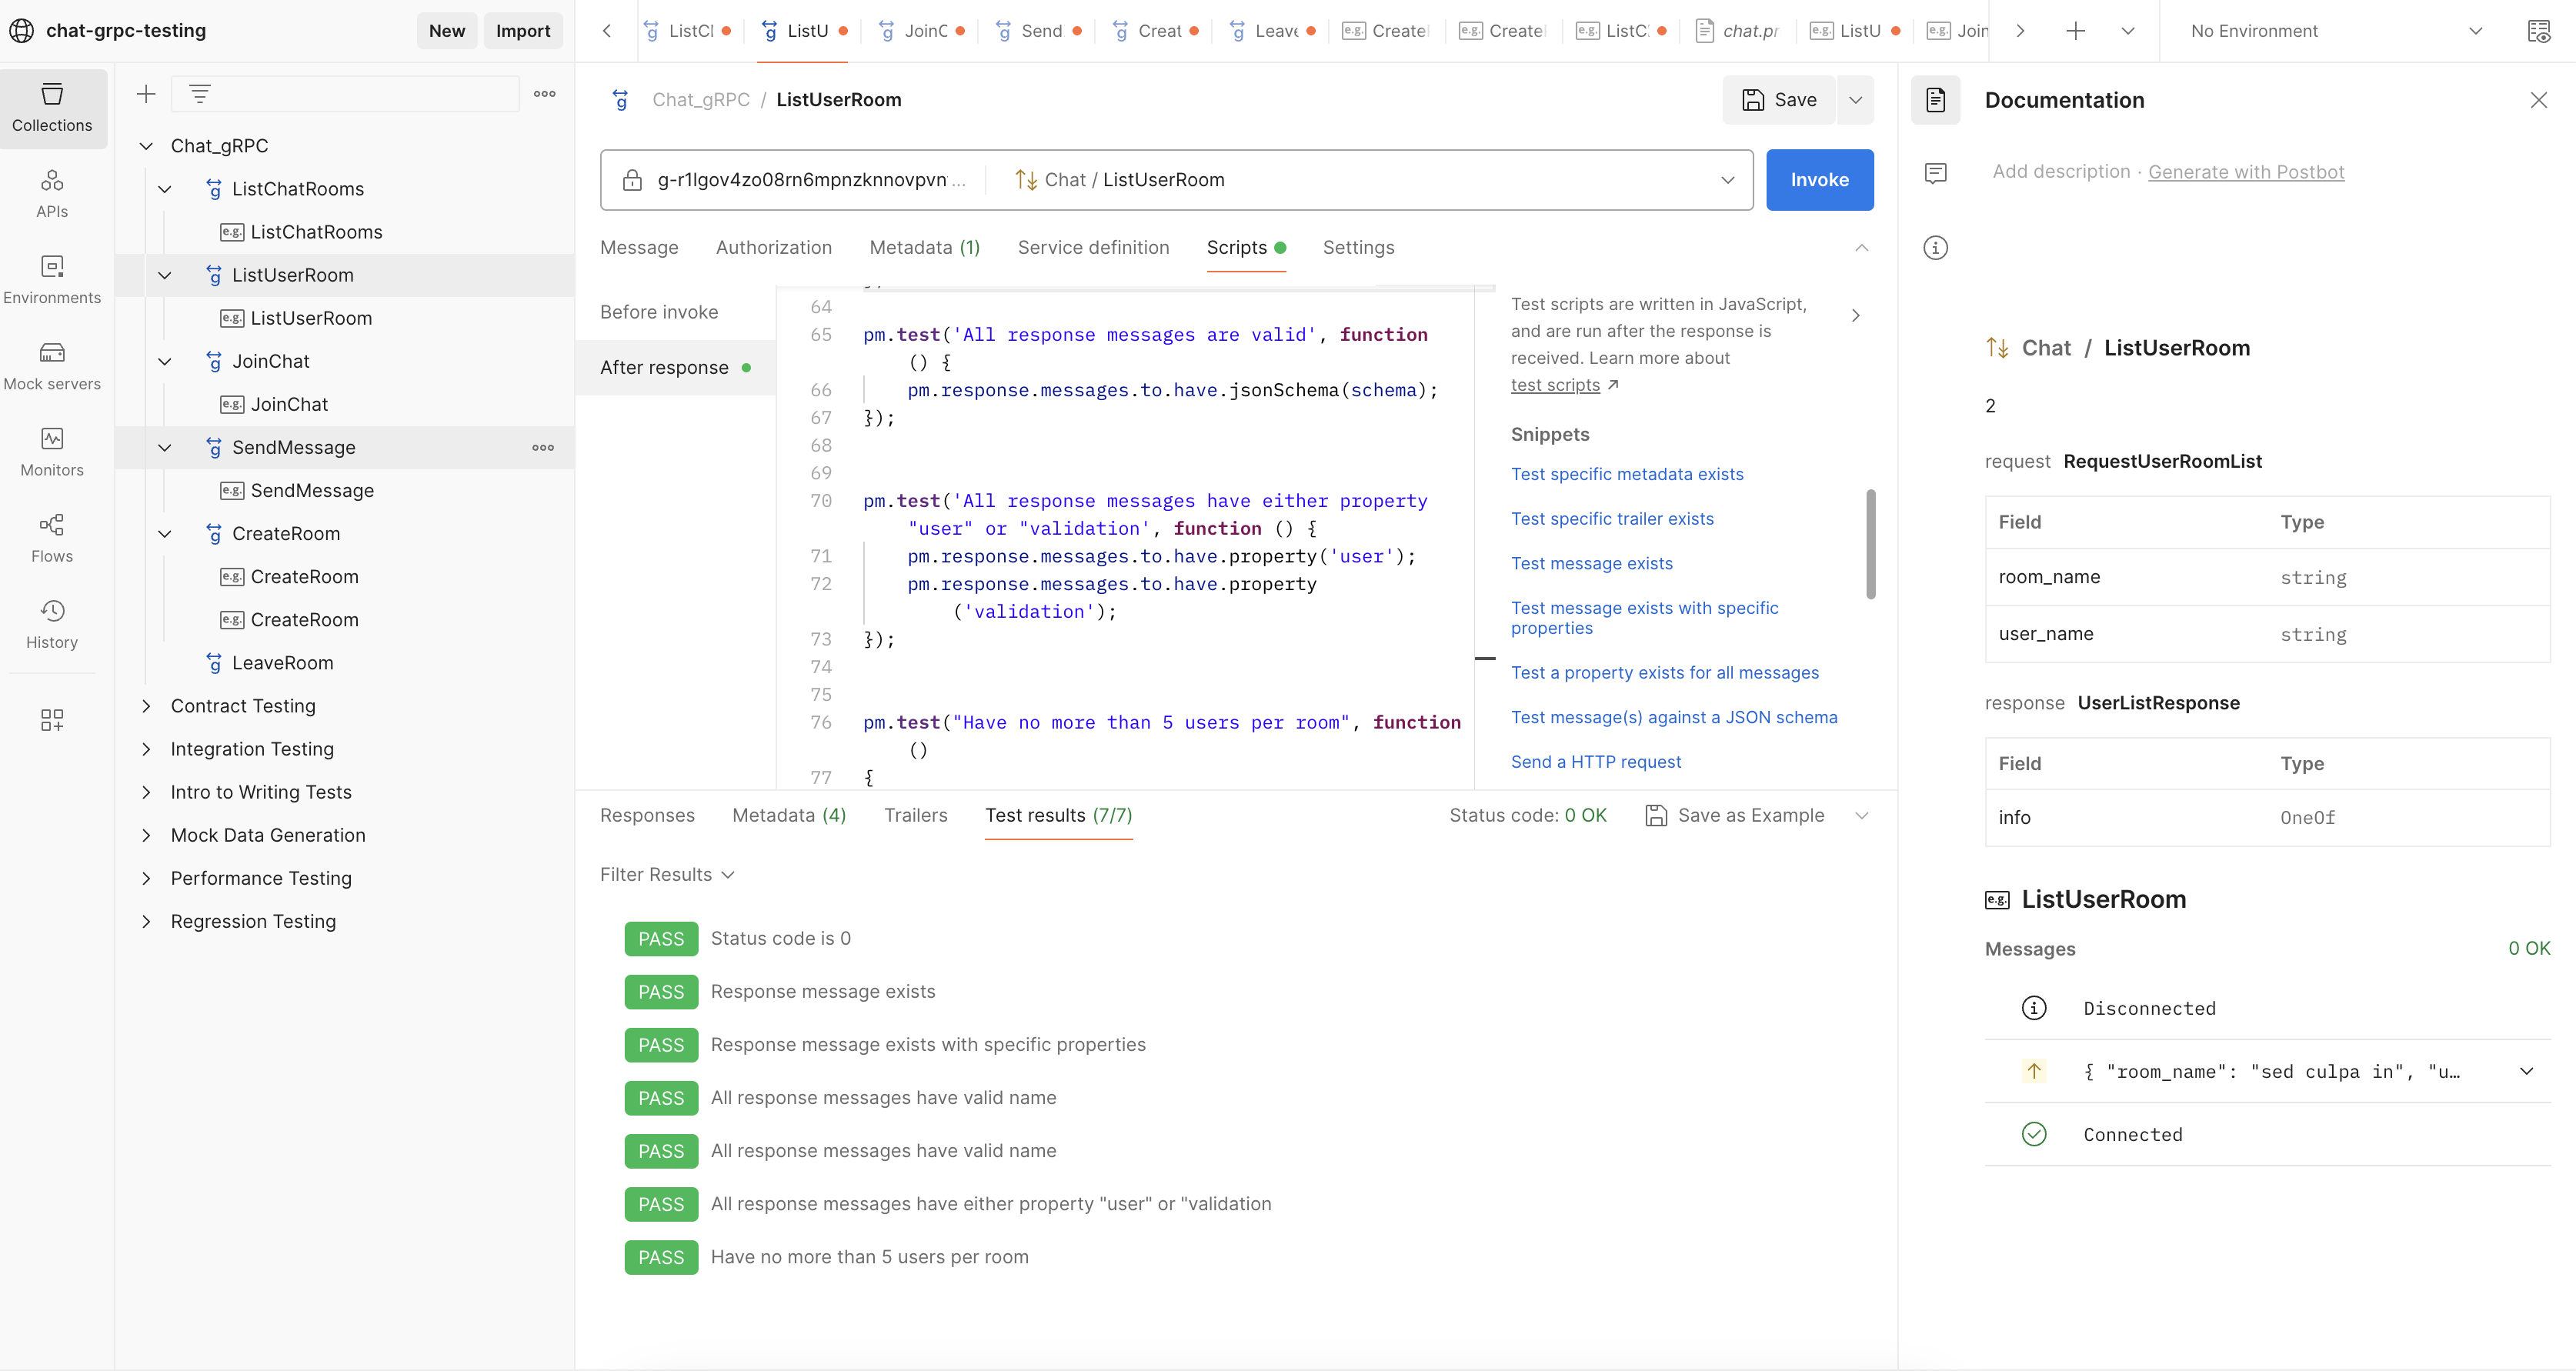 chat-grpc-testing
New
Import
ListCl
ListU
JoinC
Send
Creat
Leave
e.g. Create
e.g. Create
e.g. ListC
chat.pr
e.g. ListU
e.g. Join
No Environment
Collections
APIs
Environments
Mock servers
Monitors
Flows
History
Chat_gRPC
ListChatRooms
e.g. ListChatRooms
ListUserRoom
e.g. ListUserRoom
JoinChat
e.g. JoinChat
SendMessage
e.g. SendMessage
CreateRoom
e.g. CreateRoom
e.g. CreateRoom
LeaveRoom
Contract Testing
Integration Testing
Intro to Writing Tests
Mock Data Generation
Performance Testing
Regression Testing
Chat_gRPC / ListUserRoom
Save
g-r1lgov4zo08rn6mpnzknnovpvn ...
Chat / ListUserRoom
Invoke
Message
Authorization
Metadata (1)
Service definition
Scripts
Settings
Before invoke
After response
64
65 pm.test('All response messages are valid', function
() {
66 pm.response.messages.to.have.jsonSchema(schema);
67 });
68
69
70 pm.test('All response messages have either property
"user" or "validation', function () {
71 pm.response.messages.to.have.property('user');
72 pm.response.messages.to.have.property
('validation');
73 });
74
75
76 pm.test("Have no more than 5 users per room", function
()
77 {
Test scripts are written in JavaScript,
and are run after the response is
received. Learn more about
test scripts
Snippets
Test specific metadata exists
Test specific trailer exists
Test message exists
Test message exists with specific
properties
Test a property exists for all messages
Test message(s) against a JSON schema
Send a HTTP request
Responses
Metadata (4)
Trailers
Test results (7/7)
Status code: 0 OK
Save as Example
Filter Results
PASS Status code is 0
PASS Response message exists
PASS Response message exists with specific properties
PASS All response messages have valid name
PASS All response messages have valid name
PASS All response messages have either property "user" or "validation
PASS Have no more than 5 users per room
Documentation
Add description · Generate with Postbot
Chat / ListUserRoom
2
request RequestUserRoomList
Field Type
room_name string
user_name string
response UserListResponse
Field Type
info OneOf
e.g. ListUserRoom
Messages 0 OK
Disconnected
{ "room_name": "sed culpa in", "u…
Connected